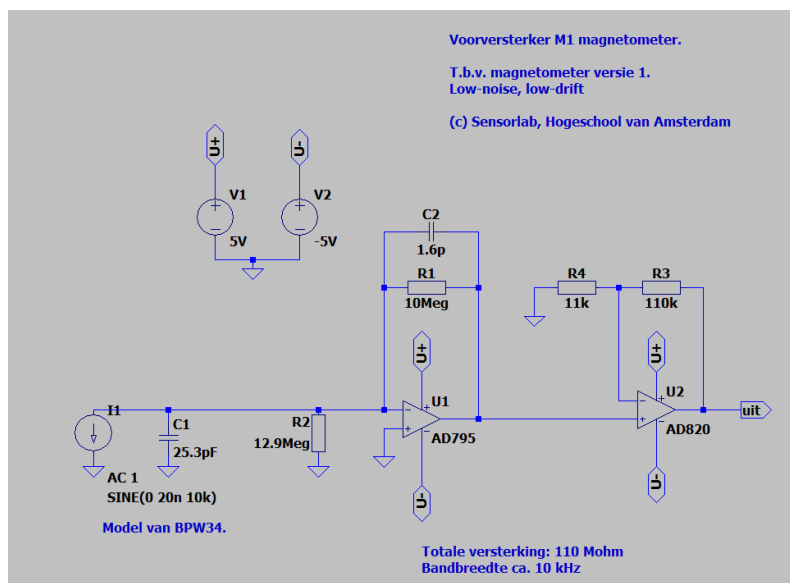 Voorversterker M1 magnetometer.
T.b.v. magnetometer versie 1.
Low-noise, low-drift
(c) Sensorlab, Hogeschool van Amsterdam
U+
U-
V1
5V
V2
-5V
C2
1.6p
R1
10Meg
R4
11k
R3
110k
U+
U+
I1
C1
25.3pF
R2
12.9Meg
U1
AD795
U2
AD820
uit
U-
U-
AC 1
SINE(0 20n 10k)
Model van BPW34.
Totale versterking: 110 Mohm
Bandbreedte ca. 10 kHz